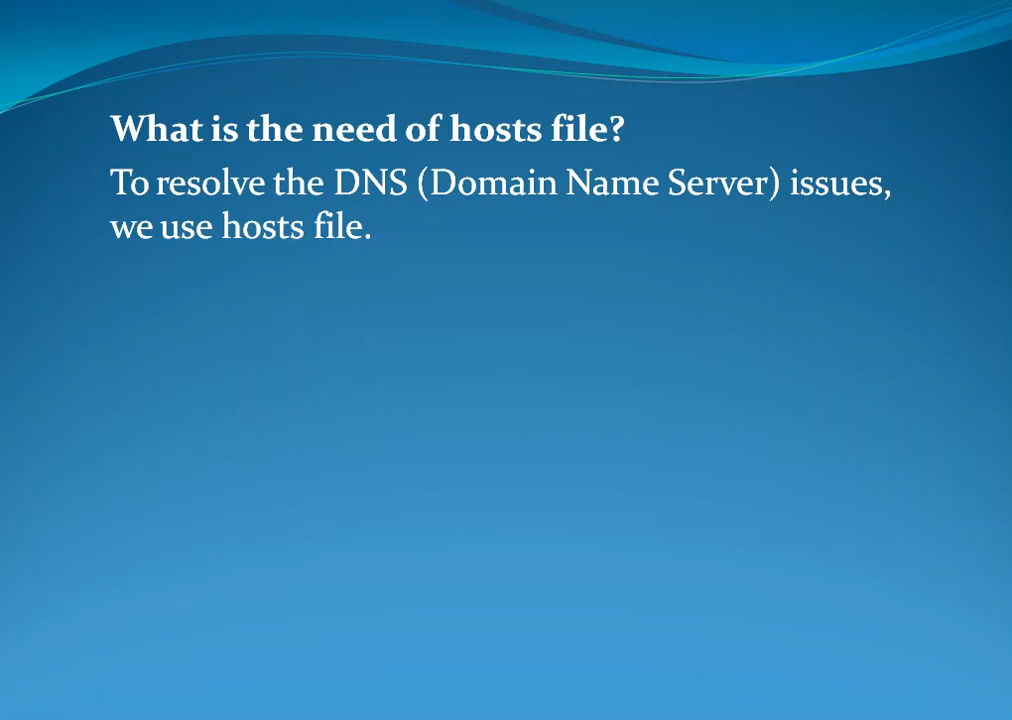 What is the need of hosts file?
To resolve the DNS (Domain Name Server) issues,
we use hosts file.